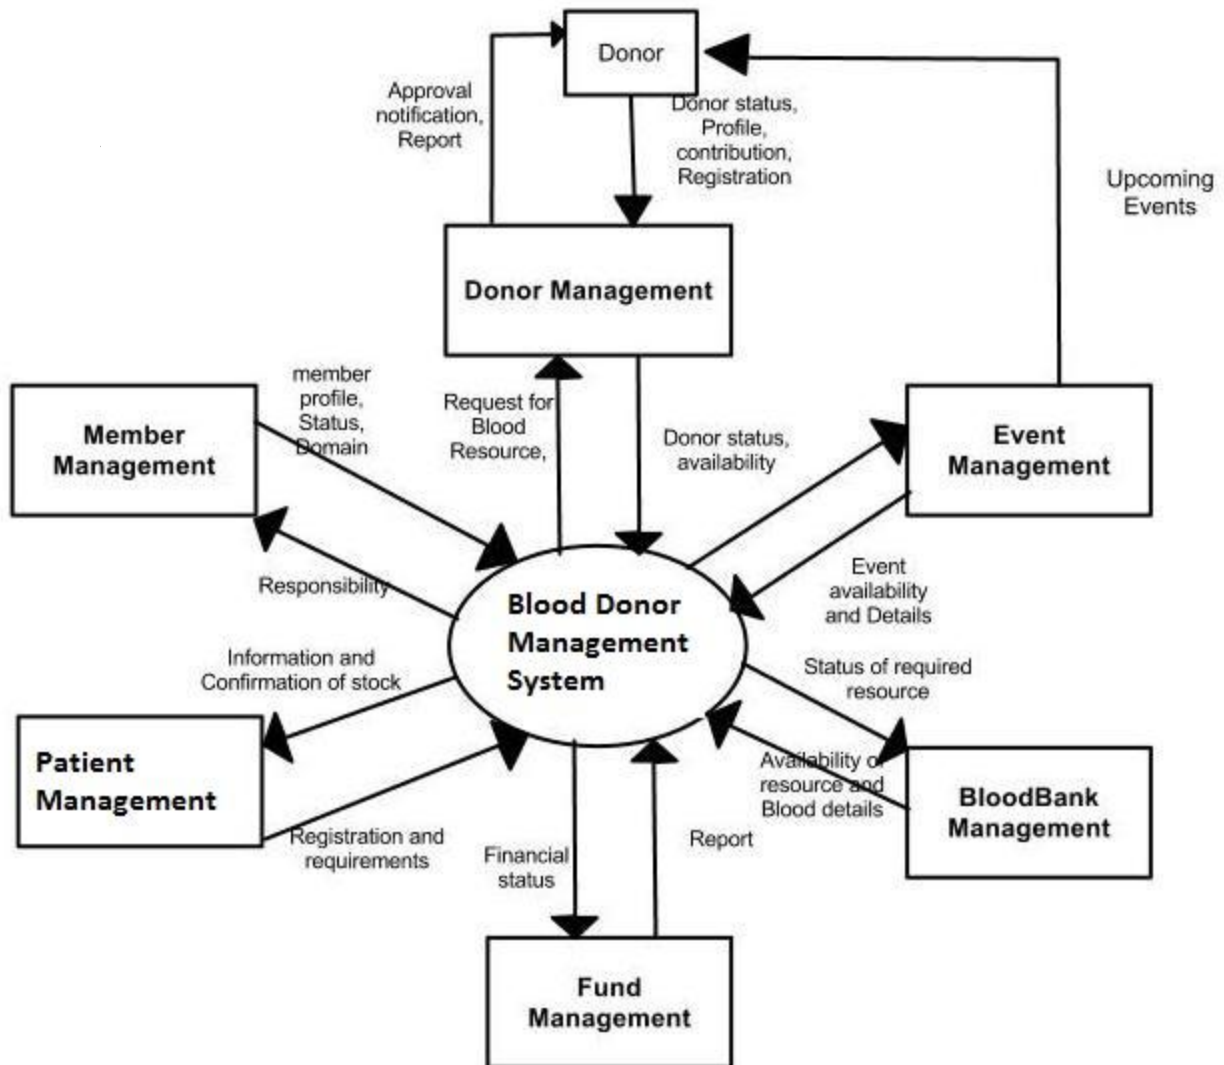 Donor
Approval
notification,
Report
Donor status,
Profile,
contribution,
Registration
Upcoming
Events
Donor Management
member
profile,
Status,
Domain
Request for
Blood
Resource,
Donor status,
availability
Member
Management
Event
Management
Responsibility
Event
availability
and Details
Blood Donor
Management
System
Information and
Confirmation of stock
Status of required
resource
Patient
Management
Availability of
resource and
Blood details
BloodBank
Management
Registration and
requirements
Financial
status
Report
Fund
Management